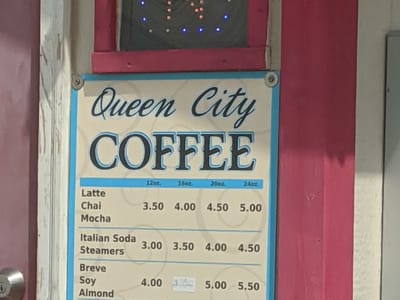 Queen City
COFFEE
12oz. 16oz. 20oz. 24oz.
Latte
Chai 3.50 4.00 4.50 5.00
Mocha
Italian Soda
Steamers 3.00 3.50 4.00 4.50
Breve
Soy 4.00 5.00 5.50
Almond